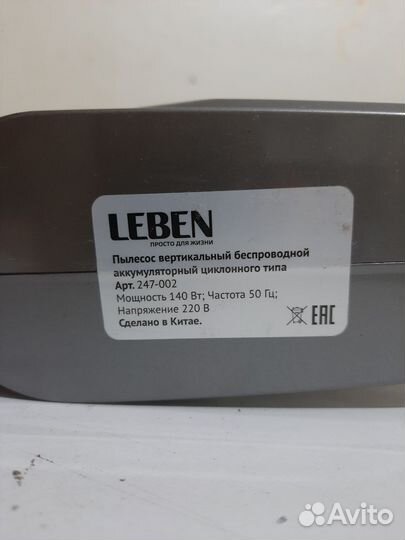 LEBEN
ПРОСТО ДЛЯ ЖИЗНИ
Пылесос вертикальный беспроводной
аккумуляторный циклонного типа
Арт. 247-002
Мощность 140 Вт; Частота 50 Гц;
Напряжение 220 В
Сделано в Китае.
EAC
Avito